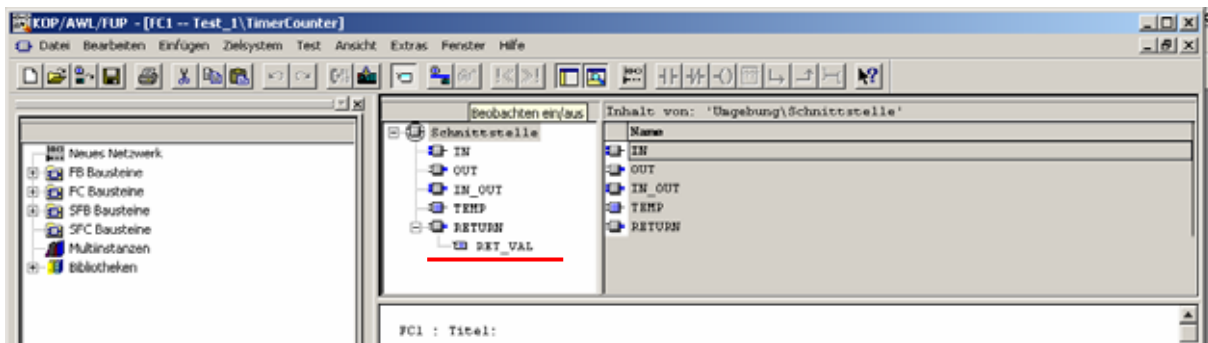 KOP/AWL/FUP - [FC1 -- Test_1\TimerCounter]
Datei Bearbeiten Einfügen Zielsystem Test Ansicht Extras Fenster Hilfe
Neues Netzwerk
FB Bausteine
FC Bausteine
SFB Bausteine
SFC Bausteine
Multiinstanzen
Bibliotheken
Beobachten ein/aus
Schnittstelle
IN
OUT
IN_OUT
TEMP
RETURN
RET_VAL
Inhalt von: 'Umgebung\Schnittstelle'
Name
IN
OUT
IN_OUT
TEMP
RETURN
FC1 : Titel: